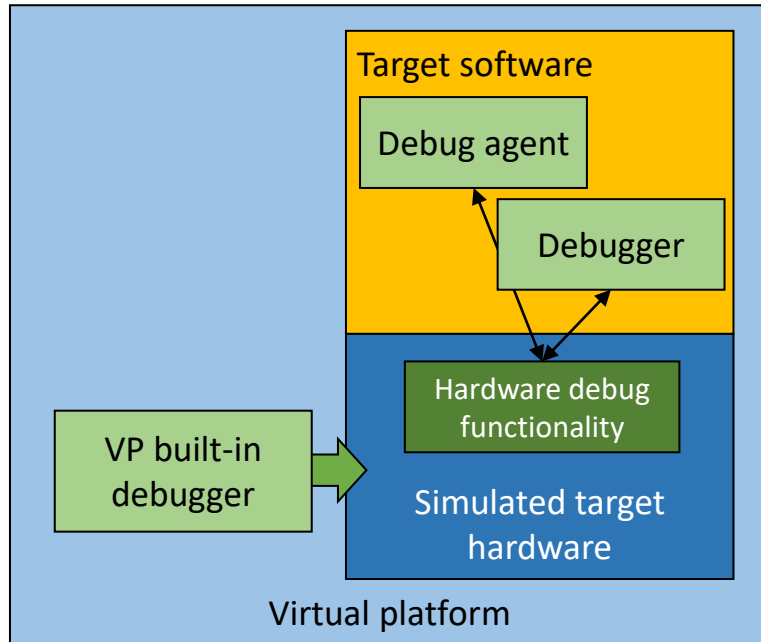 Target software
Debug agent
Debugger
Hardware debug
functionality
VP built-in
debugger
Simulated target
hardware
Virtual platform